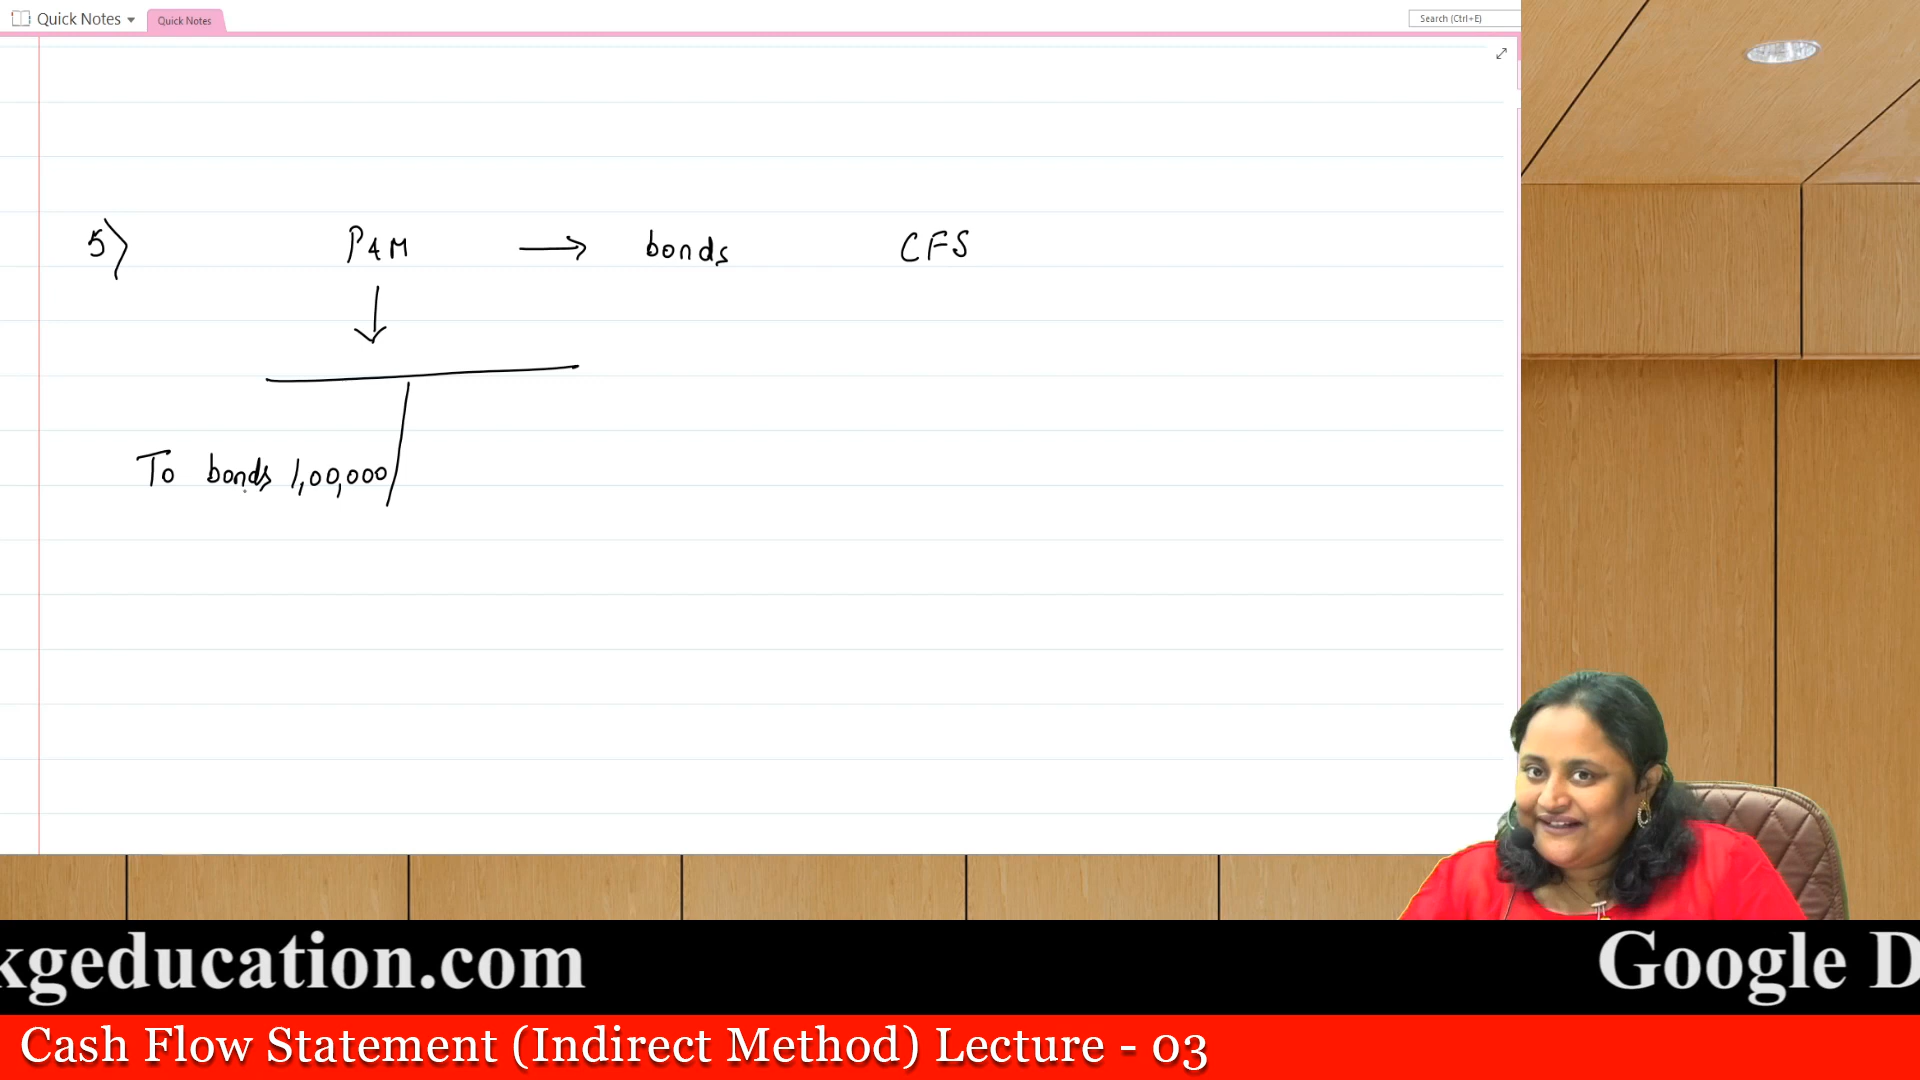 Quick Notes
Quick Notes
Search (Ctrl+E)
5) P&M → bonds CFS
↓
To bonds 1,00,000
kgeducation.com Google D
Cash Flow Statement (Indirect Method) Lecture - 03